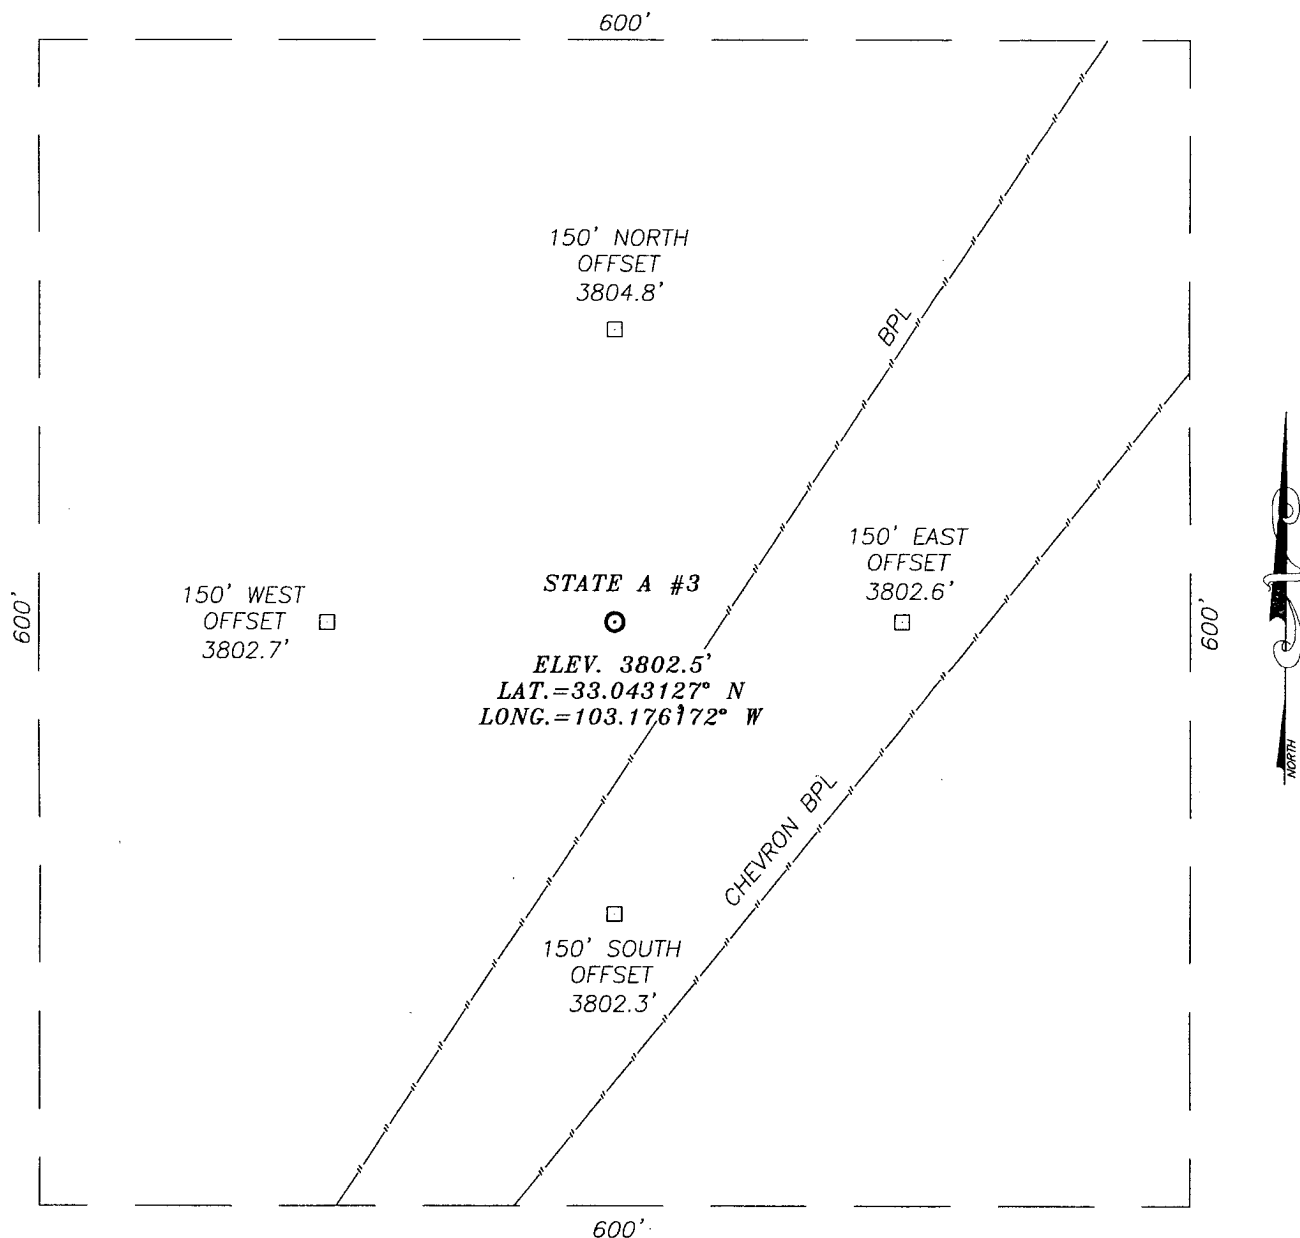 600'
150' NORTH
OFFSET
3804.8'
BPL
150' EAST
OFFSET
3802.6'
STATE A #3
150' WEST
OFFSET
3802.7'
600'
600'
ELEV. 3802.5'
LAT.=33.043127° N
LONG.=103.176172° W
NORTH
CHEVRON BPL
150' SOUTH
OFFSET
3802.3'
600'